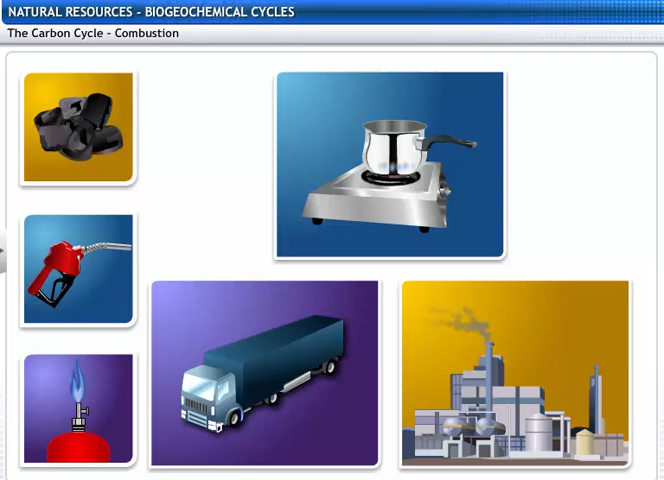 NATURAL RESOURCES - BIOGEOCHEMICAL CYCLES
The Carbon Cycle - Combustion